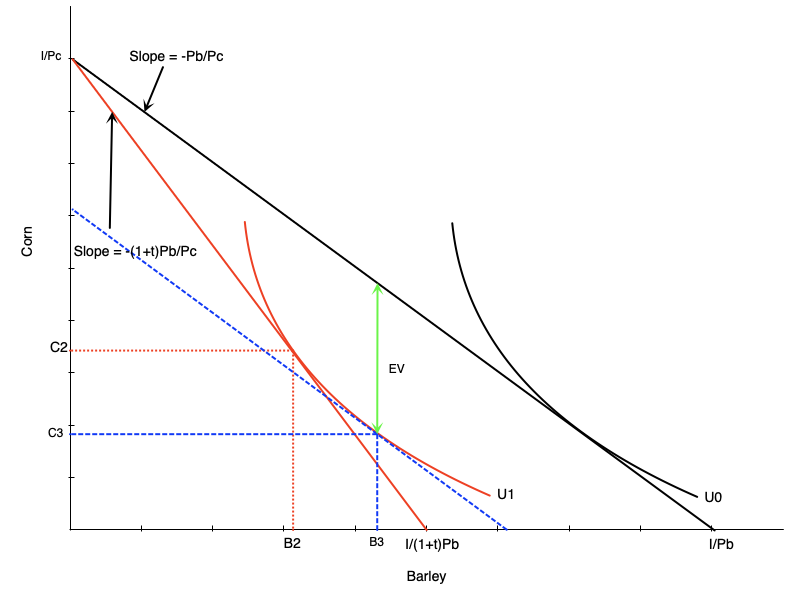 I/Pc
Slope = -Pb/Pc
Slope = -(1+t)Pb/Pc
Corn
C2
EV
C3
U1
U0
B2
B3
I/(1+t)Pb
I/Pb
Barley